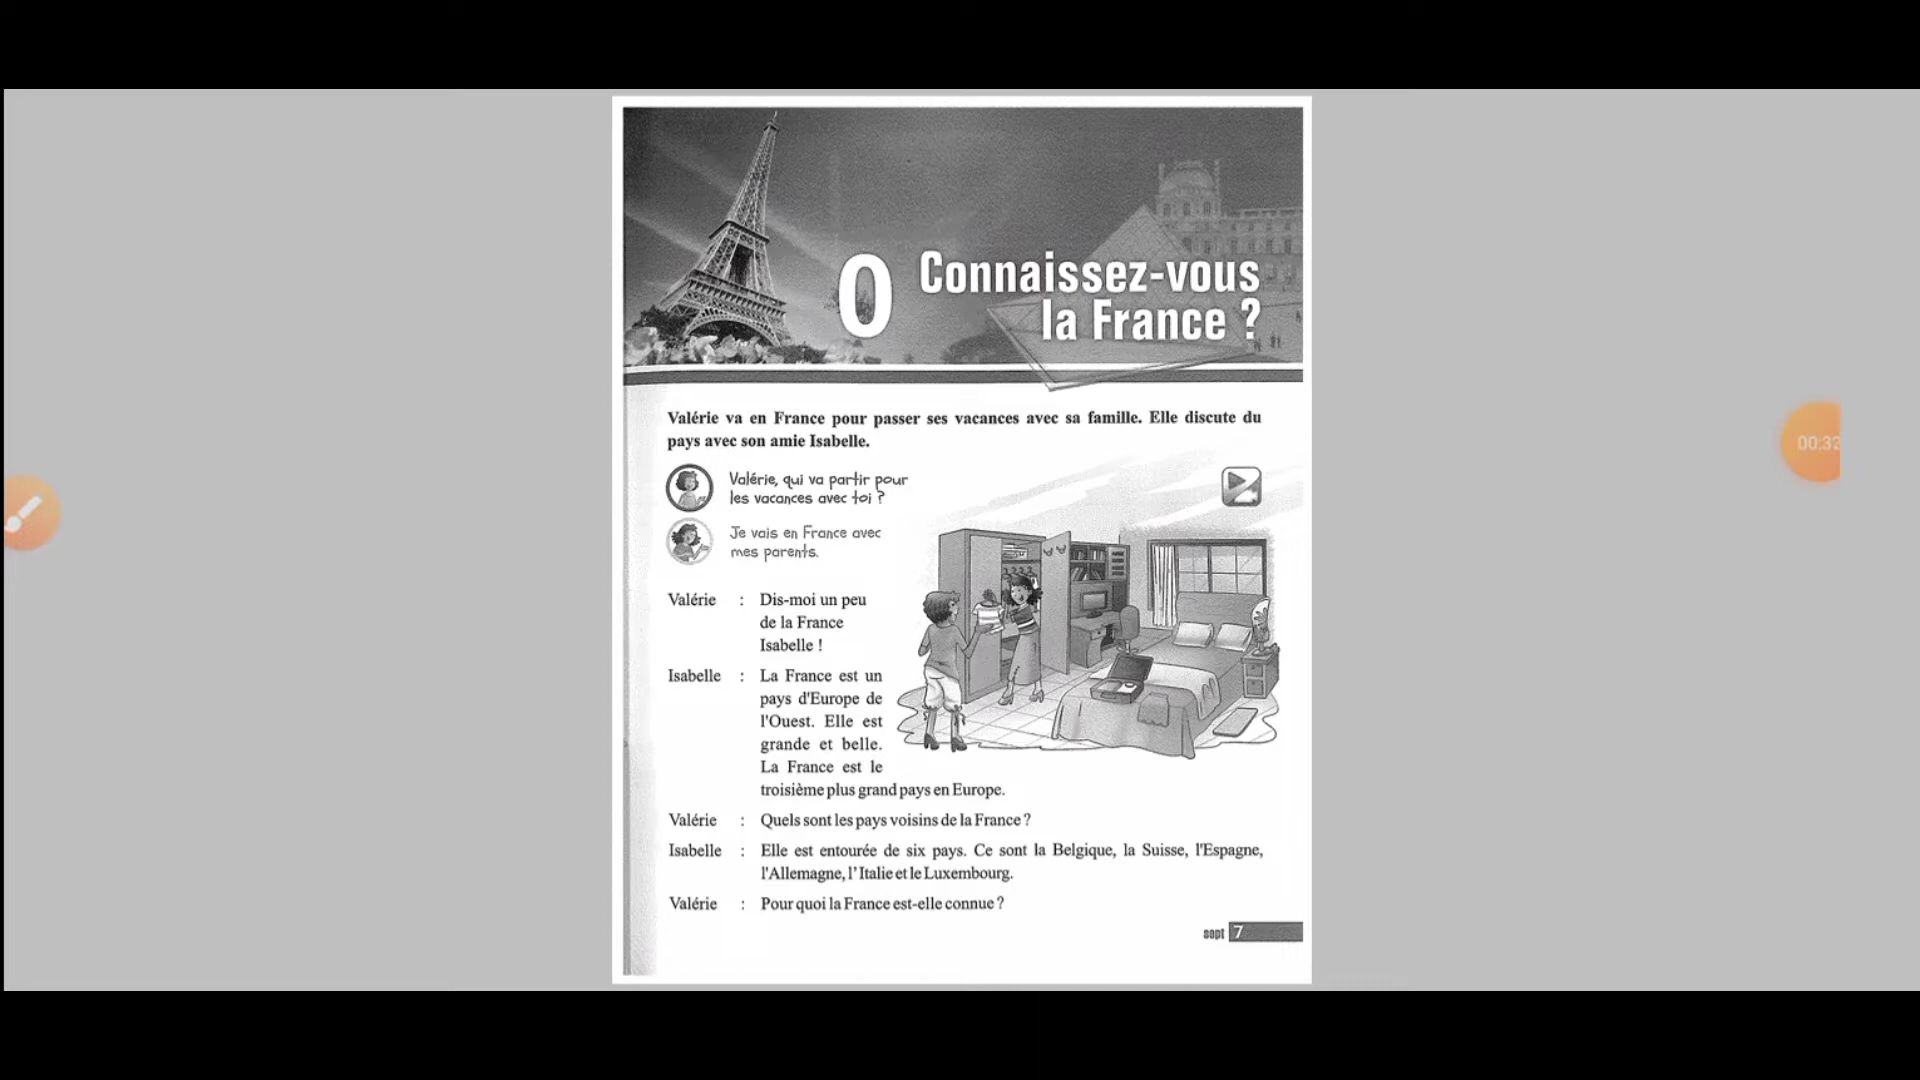 0
Connaissez-vous
la France ?
Valérie va en France pour passer ses vacances avec sa famille. Elle discute du
pays avec son amie Isabelle.
Valérie, qui va partir pour
les vacances avec toi ?
Je vais en France avec
mes parents.
Valérie : Dis-moi un peu
de la France
Isabelle !
Isabelle : La France est un
pays d'Europe de
l'Ouest. Elle est
grande et belle.
La France est le
troisième plus grand pays en Europe.
Valérie : Quels sont les pays voisins de la France ?
Isabelle : Elle est entourée de six pays. Ce sont la Belgique, la Suisse, l'Espagne,
l'Allemagne, l'Italie et le Luxembourg.
Valérie : Pour quoi la France est-elle connue ?
sept 7
00:32